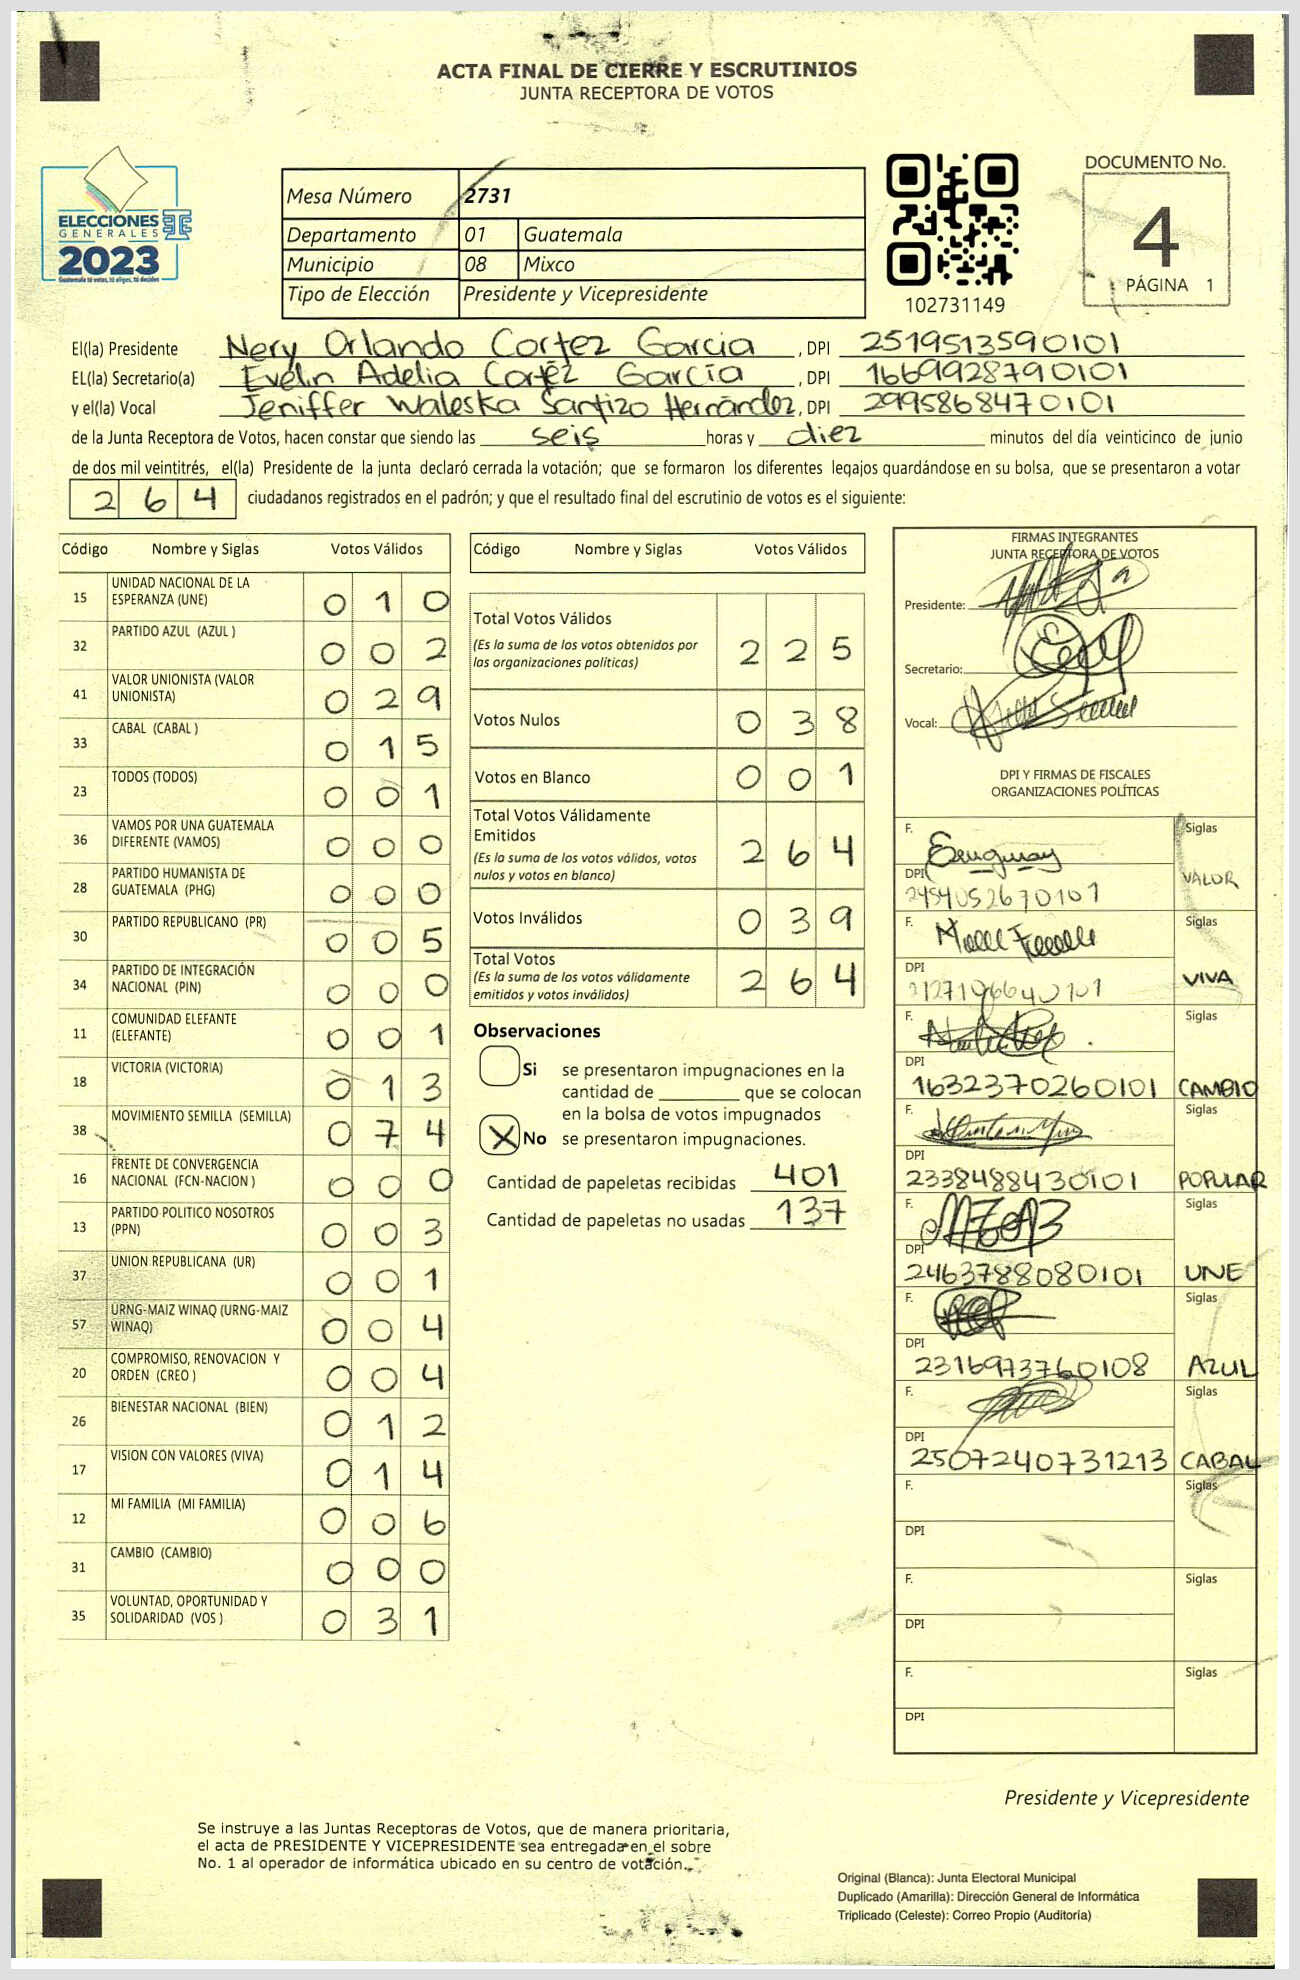 ACTA FINAL DE CIERRE Y ESCRUTINIOS
JUNTA RECEPTORA DE VOTOS
ELECCIONES
GENERALES
2023
Guatemala tú votas, tú eliges, tú decides
Mesa Número 2731
Departamento 01 Guatemala
Municipio 08 Mixco
Tipo de Elección Presidente y Vicepresidente
102731149
DOCUMENTO No.
4
PÁGINA 1
El(la) Presidente Nery Orlando Cortez Garcia, DPI 2519513590101
EL(la) Secretario(a) Evelin Adelia Cortéz García, DPI 1669928790101
y el(la) Vocal Jeniffer Waleska Santizo Hernández, DPI 2995868470101
de la Junta Receptora de Votos, hacen constar que siendo las seis horas y diez minutos del día veinticinco de junio
de dos mil veintitrés, el(la) Presidente de la junta declaró cerrada la votación; que se formaron los diferentes legajos guardándose en su bolsa, que se presentaron a votar
264 ciudadanos registrados en el padrón; y que el resultado final del escrutinio de votos es el siguiente:
Código Nombre y Siglas Votos Válidos
15 UNIDAD NACIONAL DE LA ESPERANZA (UNE) 0 1 0
32 PARTIDO AZUL (AZUL ) 0 0 2
41 VALOR UNIONISTA (VALOR UNIONISTA) 0 2 9
33 CABAL (CABAL ) 0 1 5
23 TODOS (TODOS) 0 0 1
36 VAMOS POR UNA GUATEMALA DIFERENTE (VAMOS) 0 0 0
28 PARTIDO HUMANISTA DE GUATEMALA (PHG) 0 0 0
30 PARTIDO REPUBLICANO (PR) 0 0 5
34 PARTIDO DE INTEGRACIÓN NACIONAL (PIN) 0 0 0
11 COMUNIDAD ELEFANTE (ELEFANTE) 0 0 1
18 VICTORIA (VICTORIA) 0 1 3
38 MOVIMIENTO SEMILLA (SEMILLA) 0 7 4
16 FRENTE DE CONVERGENCIA NACIONAL (FCN-NACION ) 0 0 0
13 PARTIDO POLITICO NOSOTROS (PPN) 0 0 3
37 UNION REPUBLICANA (UR) 0 0 1
57 URNG-MAIZ WINAQ (URNG-MAIZ WINAQ) 0 0 4
20 COMPROMISO, RENOVACION Y ORDEN (CREO ) 0 0 4
26 BIENESTAR NACIONAL (BIEN) 0 1 2
17 VISION CON VALORES (VIVA) 0 1 4
12 MI FAMILIA (MI FAMILIA) 0 0 6
31 CAMBIO (CAMBIO) 0 0 0
35 VOLUNTAD, OPORTUNIDAD Y SOLIDARIDAD (VOS ) 0 3 1
Código Nombre y Siglas Votos Válidos
Total Votos Válidos
(Es la suma de los votos obtenidos por
las organizaciones políticas) 2 2 5
Votos Nulos 0 3 8
Votos en Blanco 0 0 1
Total Votos Válidamente
Emitidos
(Es la suma de los votos válidos, votos
nulos y votos en blanco) 2 6 4
Votos Inválidos 0 3 9
Total Votos
(Es la suma de los votos válidamente
emitidos y votos inválidos) 2 6 4
Observaciones
Si se presentaron impugnaciones en la
cantidad de ________ que se colocan
en la bolsa de votos impugnados
X No se presentaron impugnaciones.
Cantidad de papeletas recibidas 401
Cantidad de papeletas no usadas 137
FIRMAS INTEGRANTES
JUNTA RECEPTORA DE VOTOS
Presidente:
Secretario:
Vocal:
DPI Y FIRMAS DE FISCALES
ORGANIZACIONES POLÍTICAS
F. Siglas
DPI VALOR
2454052670101
F. Siglas
DPI VIVA
F. Siglas
DPI
1632370260101 CAMBIO
F. Siglas
DPI
2338488430101 POPULAR
F. Siglas
DPI
2463788080101 UNE
F. Siglas
DPI
2316973760108 AZUL
F. Siglas
DPI
2507240731213 CABAL
F. Siglas
DPI
F. Siglas
DPI
F. Siglas
DPI
Presidente y Vicepresidente
Se instruye a las Juntas Receptoras de Votos, que de manera prioritaria,
el acta de PRESIDENTE Y VICEPRESIDENTE sea entregada en el sobre
No. 1 al operador de informática ubicado en su centro de votación.
Original (Blanca): Junta Electoral Municipal
Duplicado (Amarilla): Dirección General de Informática
Triplicado (Celeste): Correo Propio (Auditoría)